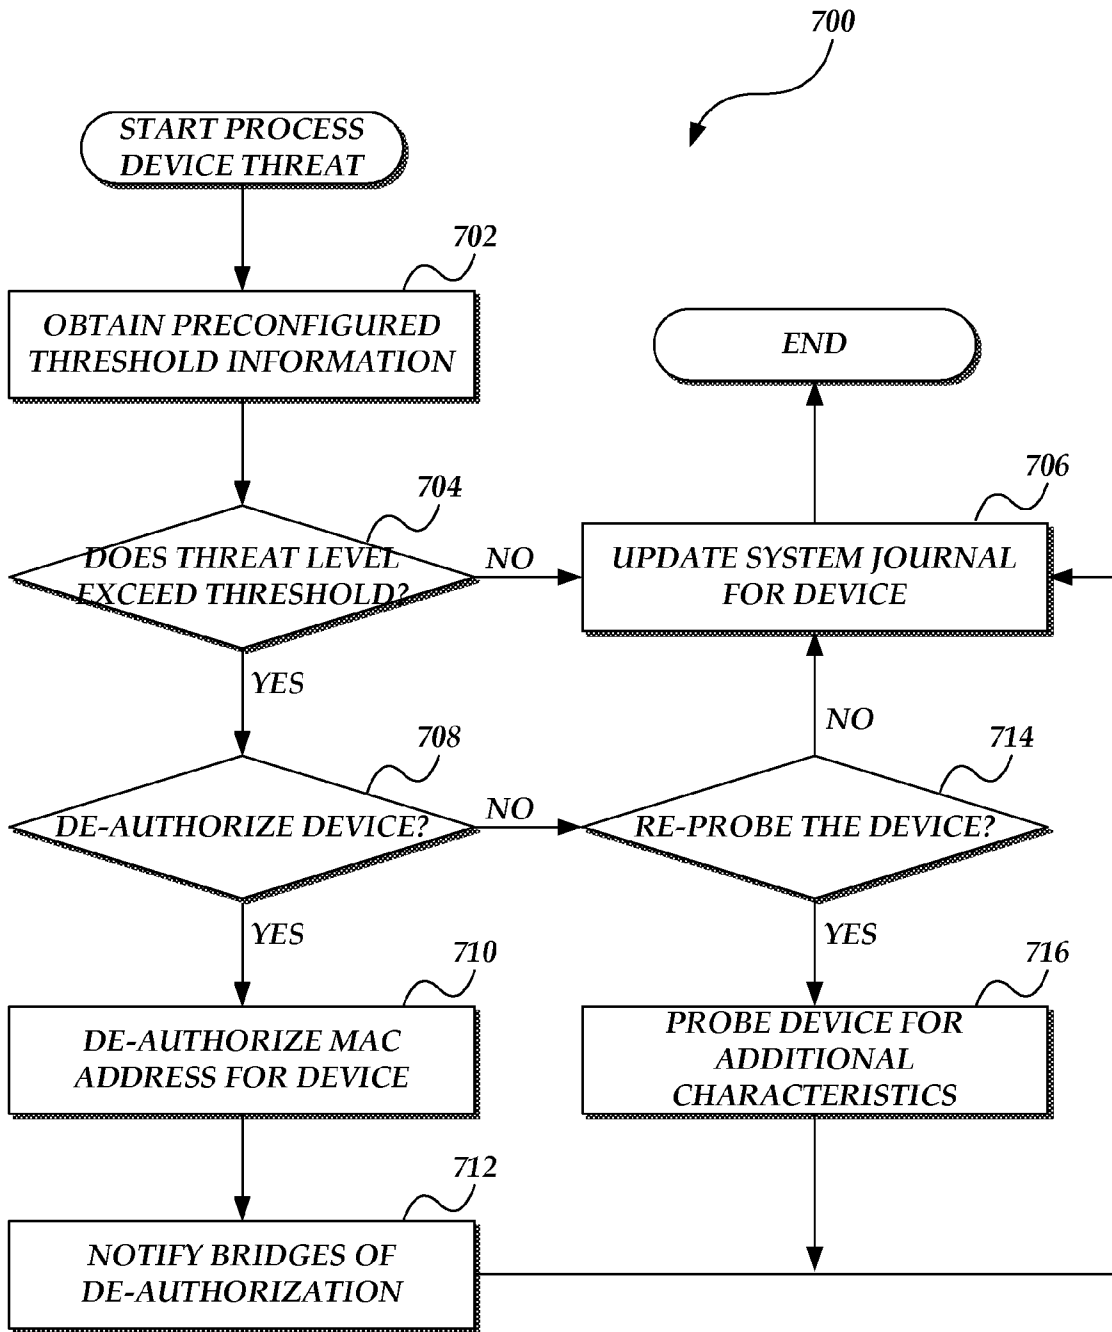 700
START PROCESS
DEVICE THREAT
702
OBTAIN PRECONFIGURED
THRESHOLD INFORMATION
END
704
DOES THREAT LEVEL
EXCEED THRESHOLD?
NO
706
UPDATE SYSTEM JOURNAL
FOR DEVICE
YES
NO
708
DE-AUTHORIZE DEVICE?
NO
714
RE-PROBE THE DEVICE?
YES
YES
710
DE-AUTHORIZE MAC
ADDRESS FOR DEVICE
716
PROBE DEVICE FOR
ADDITIONAL
CHARACTERISTICS
712
NOTIFY BRIDGES OF
DE-AUTHORIZATION